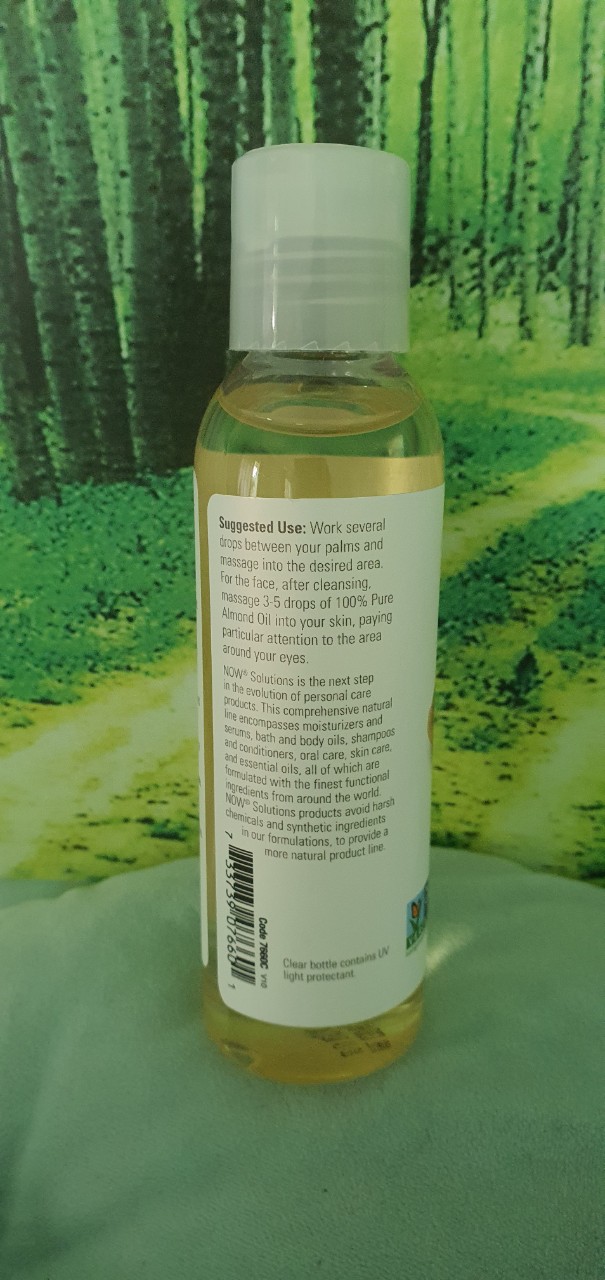 Suggested Use: Work several
drops between your palms and
massage into the desired area.
For the face, after cleansing,
massage 3-5 drops of 100% Pure
Almond Oil into your skin, paying
particular attention to the area
around your eyes.
NOW® Solutions is the next step
in the evolution of personal care
products. This comprehensive natural
line encompasses moisturizers and
serums, bath and body oils, shampoos
and conditioners, oral care, skin care,
and essential oils, all of which are
formulated with the finest functional
ingredients from around the world.
NOW® Solutions products avoid harsh
chemicals and synthetic ingredients
in our formulations, to provide a
more natural product line.
7 33739 07660 1
Code 7660C V10
Clear bottle contains UV
light protectant.